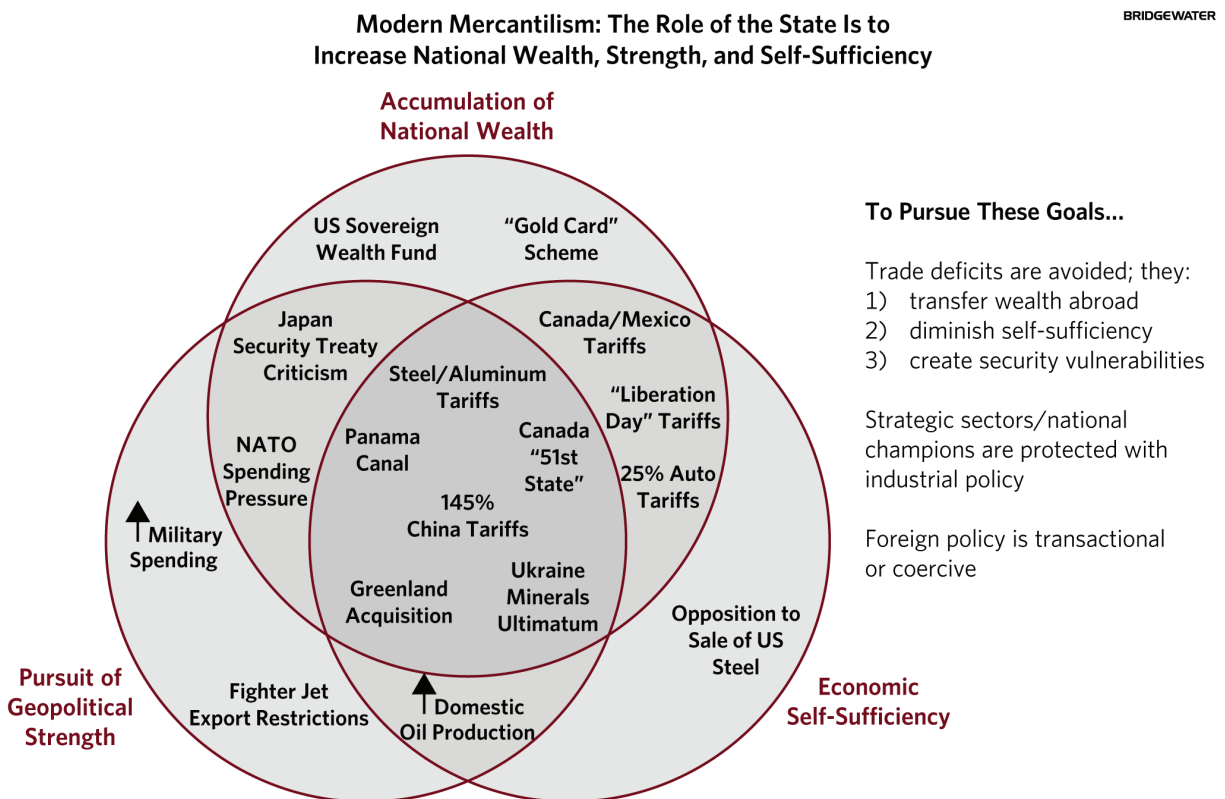 Modern Mercantilism: The Role of the State Is to
Increase National Wealth, Strength, and Self-Sufficiency
BRIDGEWATER
Accumulation of
National Wealth
US Sovereign
Wealth Fund
“Gold Card”
Scheme
Japan
Security Treaty
Criticism
Canada/Mexico
Tariffs
Steel/Aluminum
Tariffs
“Liberation
Day” Tariffs
NATO
Spending
Pressure
Panama
Canal
Canada
“51st
State”
25% Auto
Tariffs
145%
China Tariffs
Military
Spending
Greenland
Acquisition
Ukraine
Minerals
Ultimatum
Opposition to
Sale of US
Steel
Pursuit of
Geopolitical
Strength
Fighter Jet
Export Restrictions
Domestic
Oil Production
Economic
Self-Sufficiency
To Pursue These Goals...
Trade deficits are avoided; they:
1) transfer wealth abroad
2) diminish self-sufficiency
3) create security vulnerabilities
Strategic sectors/national
champions are protected with
industrial policy
Foreign policy is transactional
or coercive